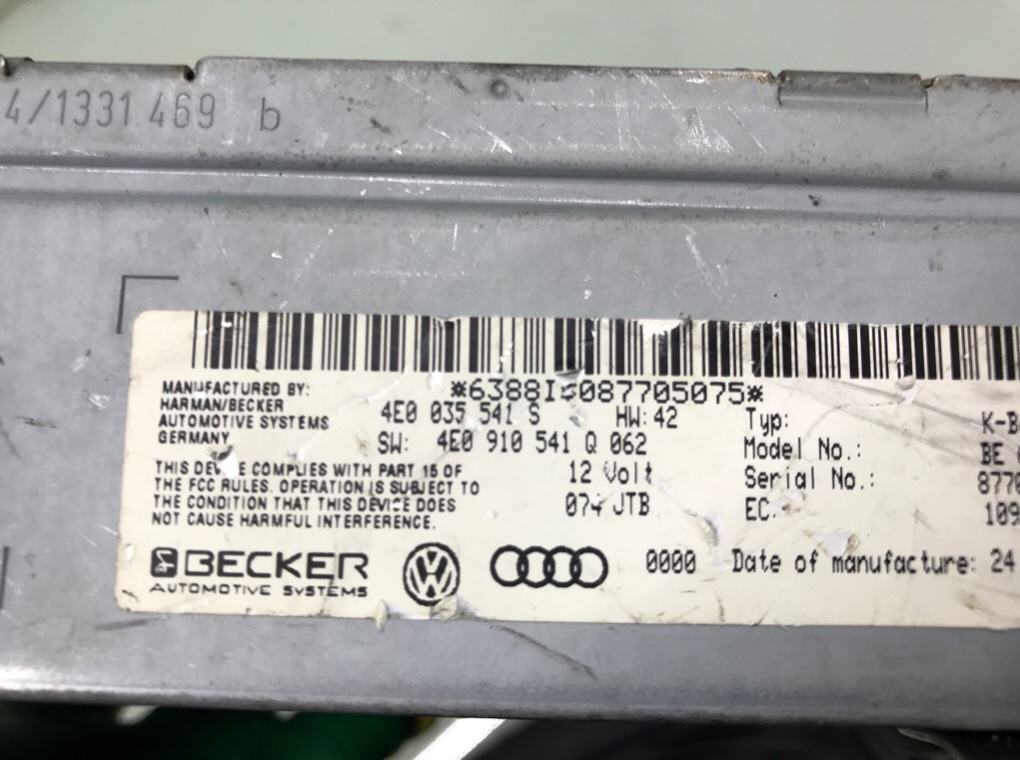 4/1331 469 b
MANUFACTURED BY:
HARMAN/BECKER
AUTOMOTIVE SYSTEMS
GERMANY
4E0 035 541 S HW: 42
SW: 4E0 910 541 Q 062
12 Volt
074 JTB
THIS COMPLIES WITH PART 15 OF
THE FCC RULES. OPERATION IS SUBJECT TO
THE CONDITION THAT THIS DEVICE DOES
NOT CAUSE HARMFUL INTERFERENCE.
Typ:
Model No.: BE
Serial No.:
EC.
BECKER
AUTOMOTIVE SYSTEMS
0000 Date of manufacture: 24